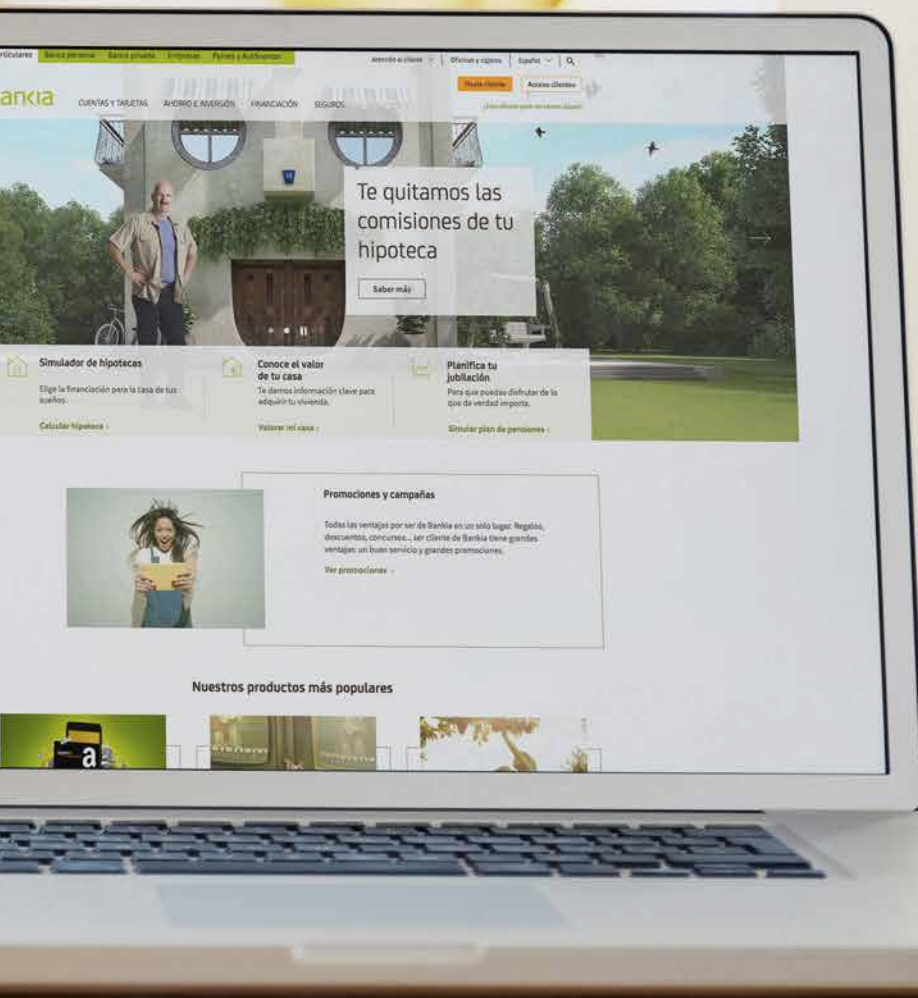 Particulares Banca personal Banca privada Empresas Pymes y Autónomos
Atención al cliente Oficinas y cajeros Español
Hazte cliente Acceso clientes
ankia CUENTAS Y TARJETAS AHORRO E INVERSIÓN FINANCIACIÓN SEGUROS
Te quitamos las
comisiones de tu
hipoteca
Saber más
Simulador de hipotecas
Elige la financiación para la casa de tus
sueños.
Calcular hipoteca ›
Conoce el valor
de tu casa
Te damos información clave para
adquirir tu vivienda.
Valorar mi casa ›
Planifica tu
jubilación
Para que puedas disfrutar de lo
que de verdad importa.
Simular plan de pensiones ›
Promociones y campañas
Todas las ventajas por ser de Bankia en un solo lugar. Regalos,
descuentos, concursos... ser cliente de Bankia tiene grandes
ventajas: un buen servicio y grandes promociones.
Ver promociones ›
Nuestros productos más populares
a